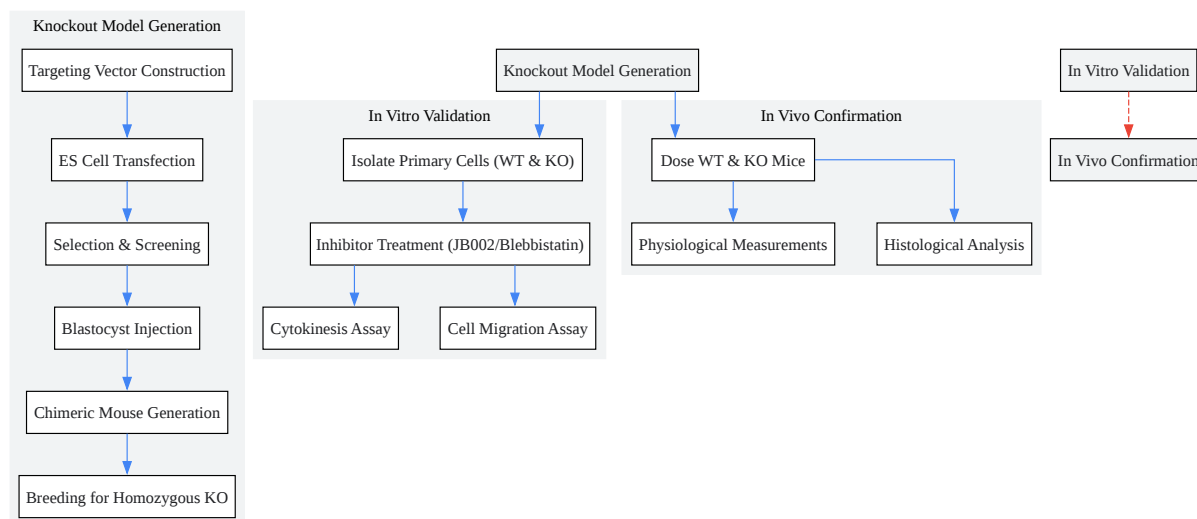 Knockout Model Generation
Targeting Vector Construction
ES Cell Transfection
Selection & Screening
Blastocyst Injection
Chimeric Mouse Generation
Breeding for Homozygous KO
Knockout Model Generation
In Vitro Validation
Isolate Primary Cells (WT & KO)
Inhibitor Treatment (JB002/Blebbistatin)
Cytokinesis Assay
Cell Migration Assay
In Vivo Confirmation
Dose WT & KO Mice
Physiological Measurements
Histological Analysis
In Vitro Validation
In Vivo Confirmation